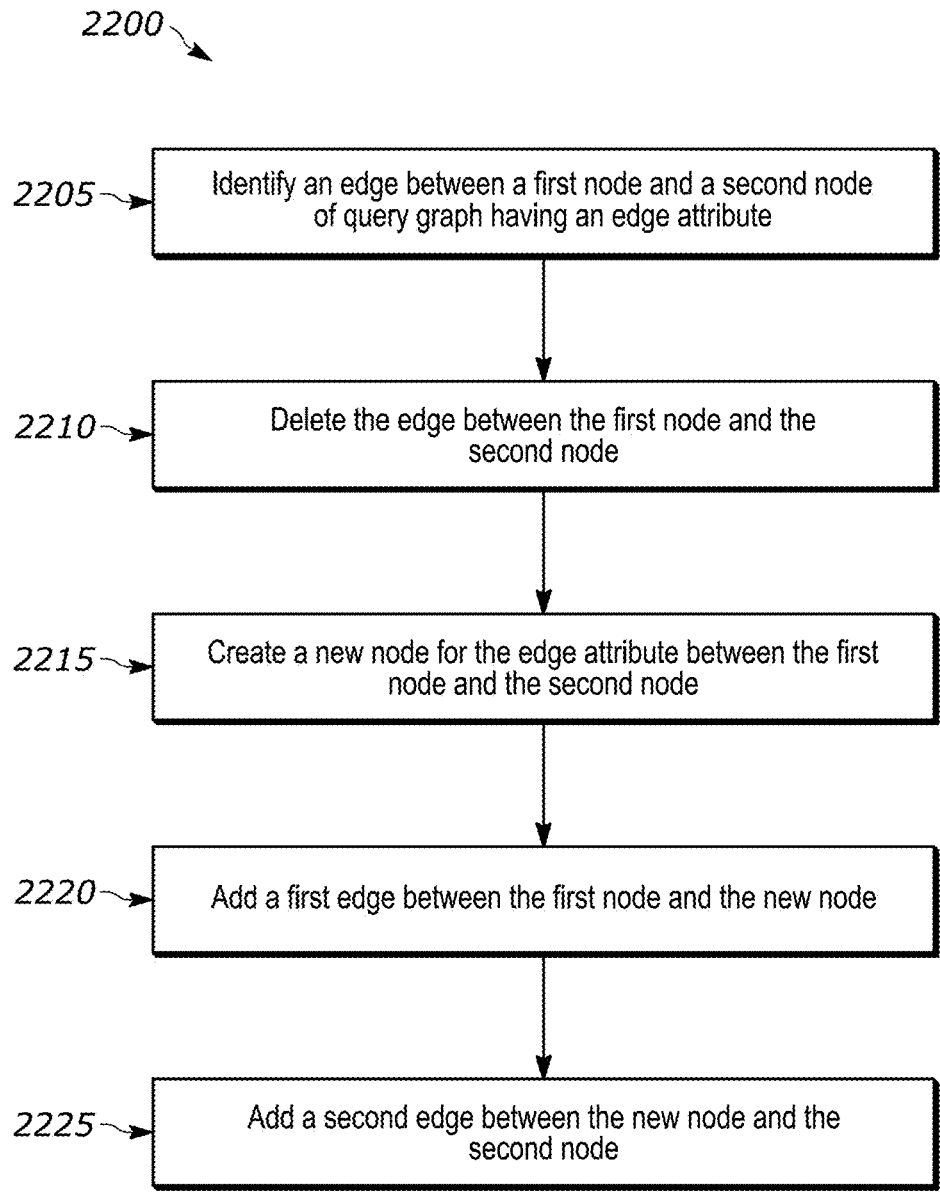 2200
2205
Identify an edge between a first node and a second node
of query graph having an edge attribute
2210
Delete the edge between the first node and the
second node
2215
Create a new node for the edge attribute between the first
node and the second node
2220
Add a first edge between the first node and the new node
2225
Add a second edge between the new node and the
second node